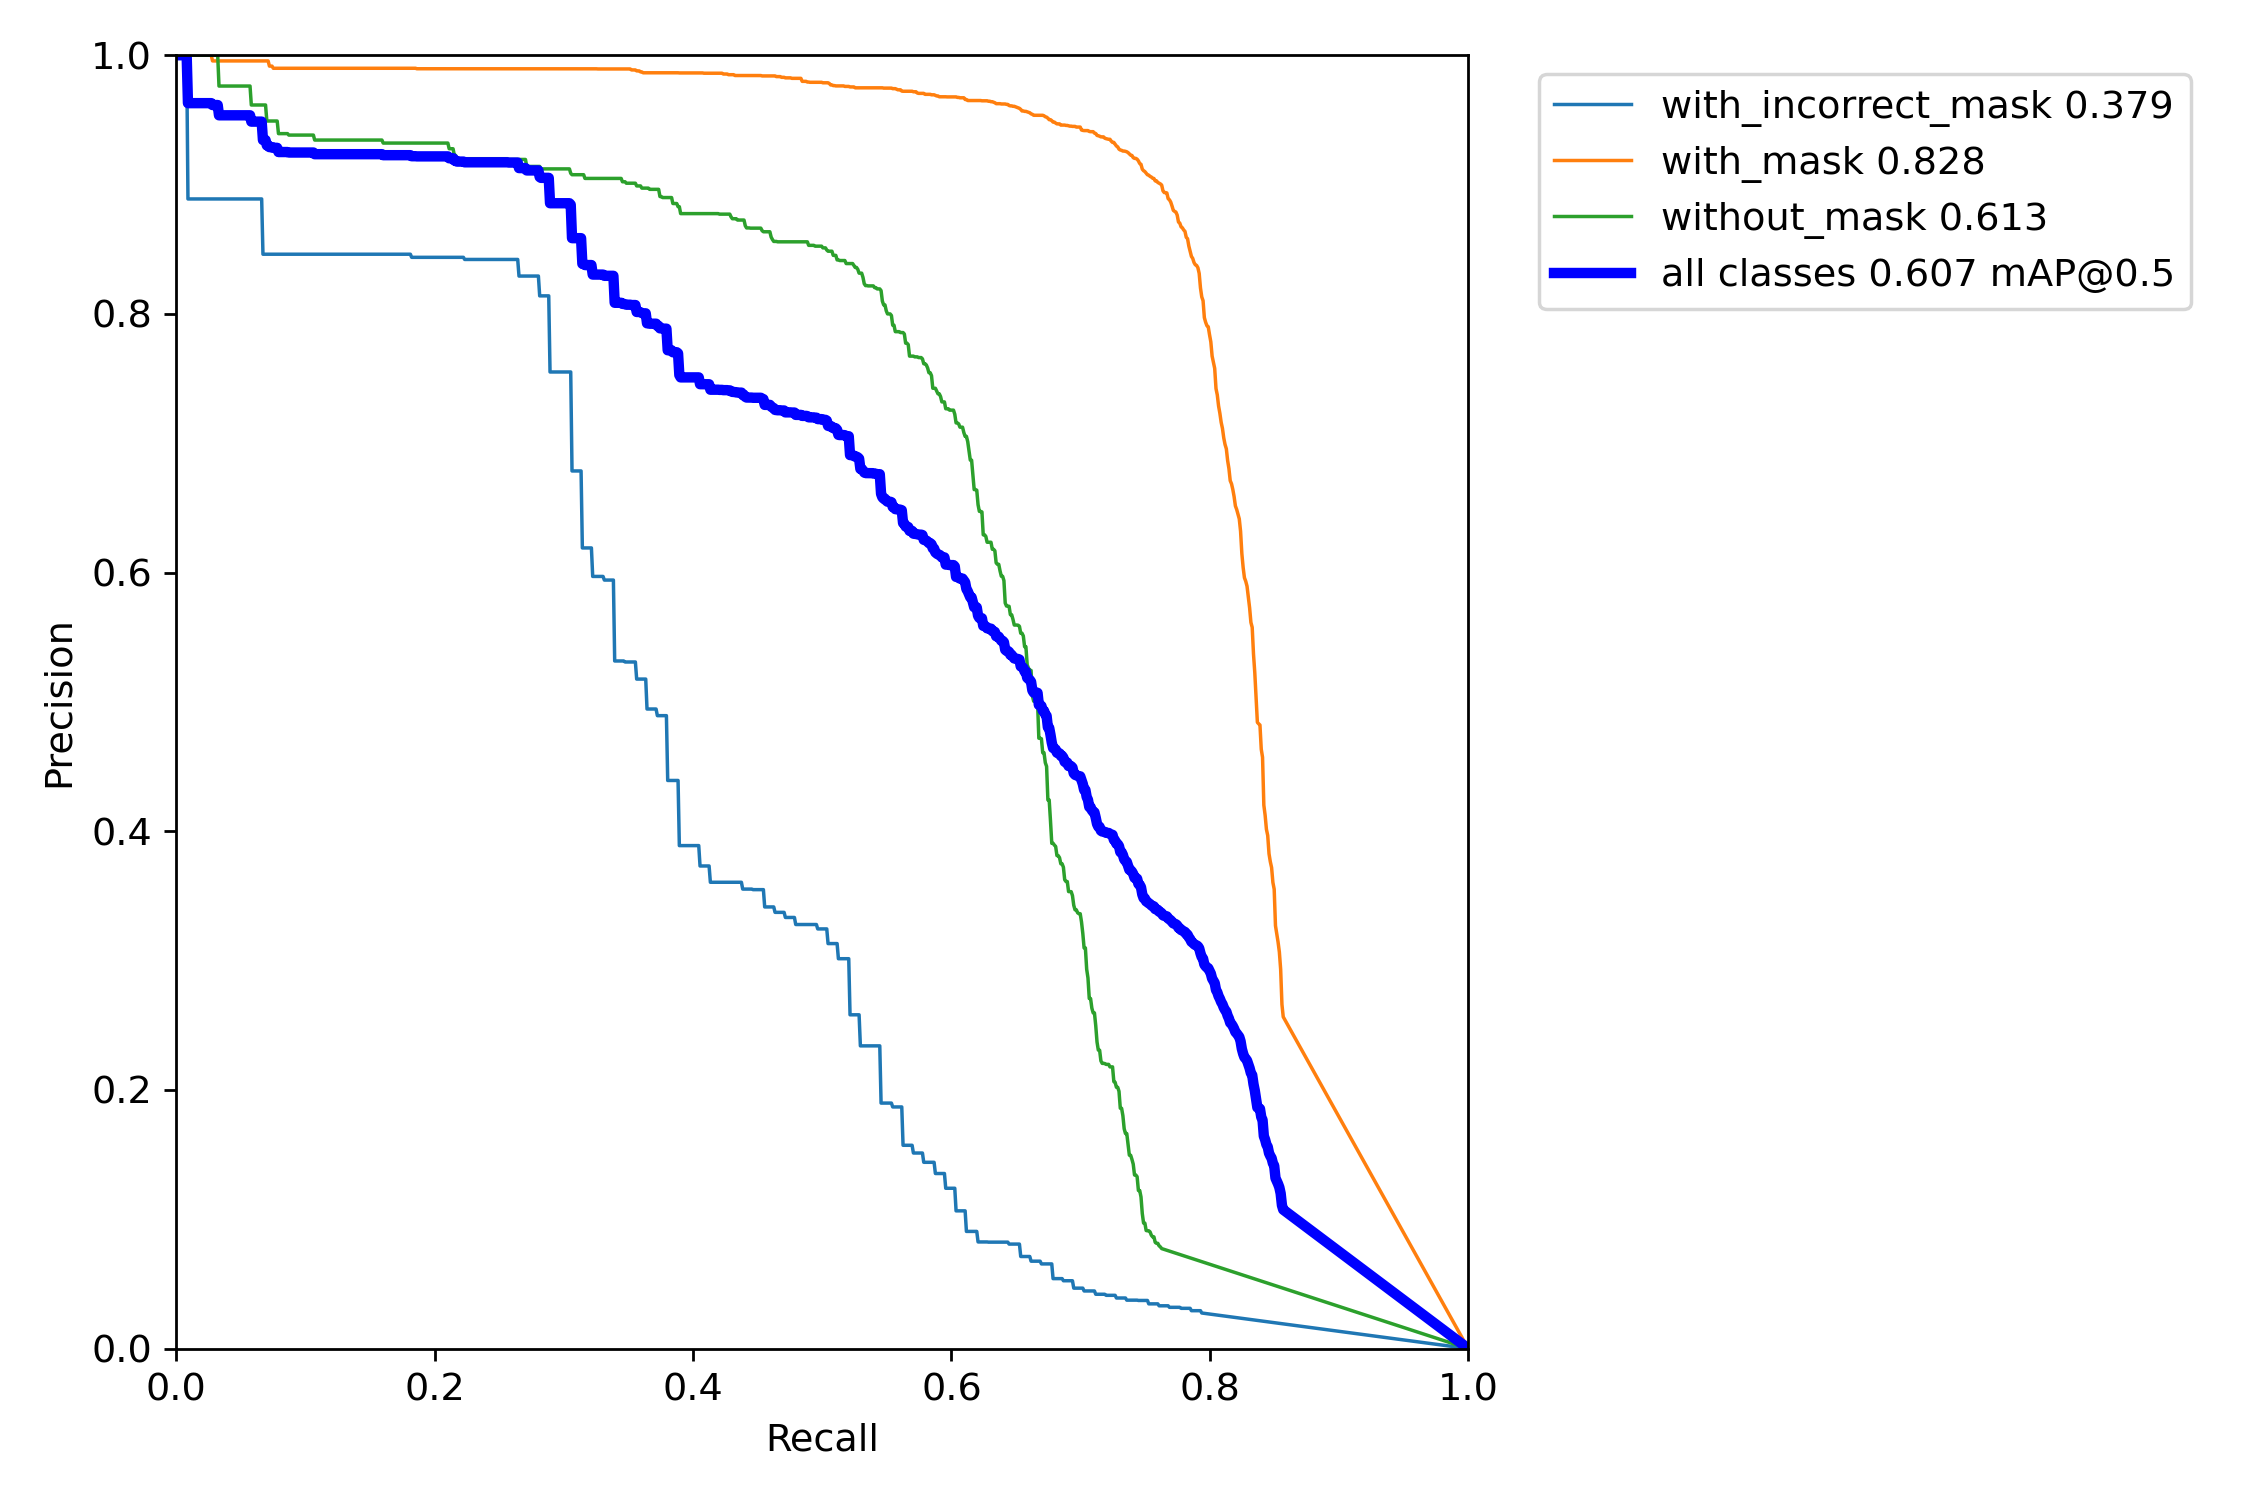 1.0
0.8
0.6
0.4
0.2
0.0
Precision
0.0 0.2 0.4 0.6 0.8 1.0
Recall
with_incorrect_mask 0.379
with_mask 0.828
without_mask 0.613
all classes 0.607 mAP@0.5